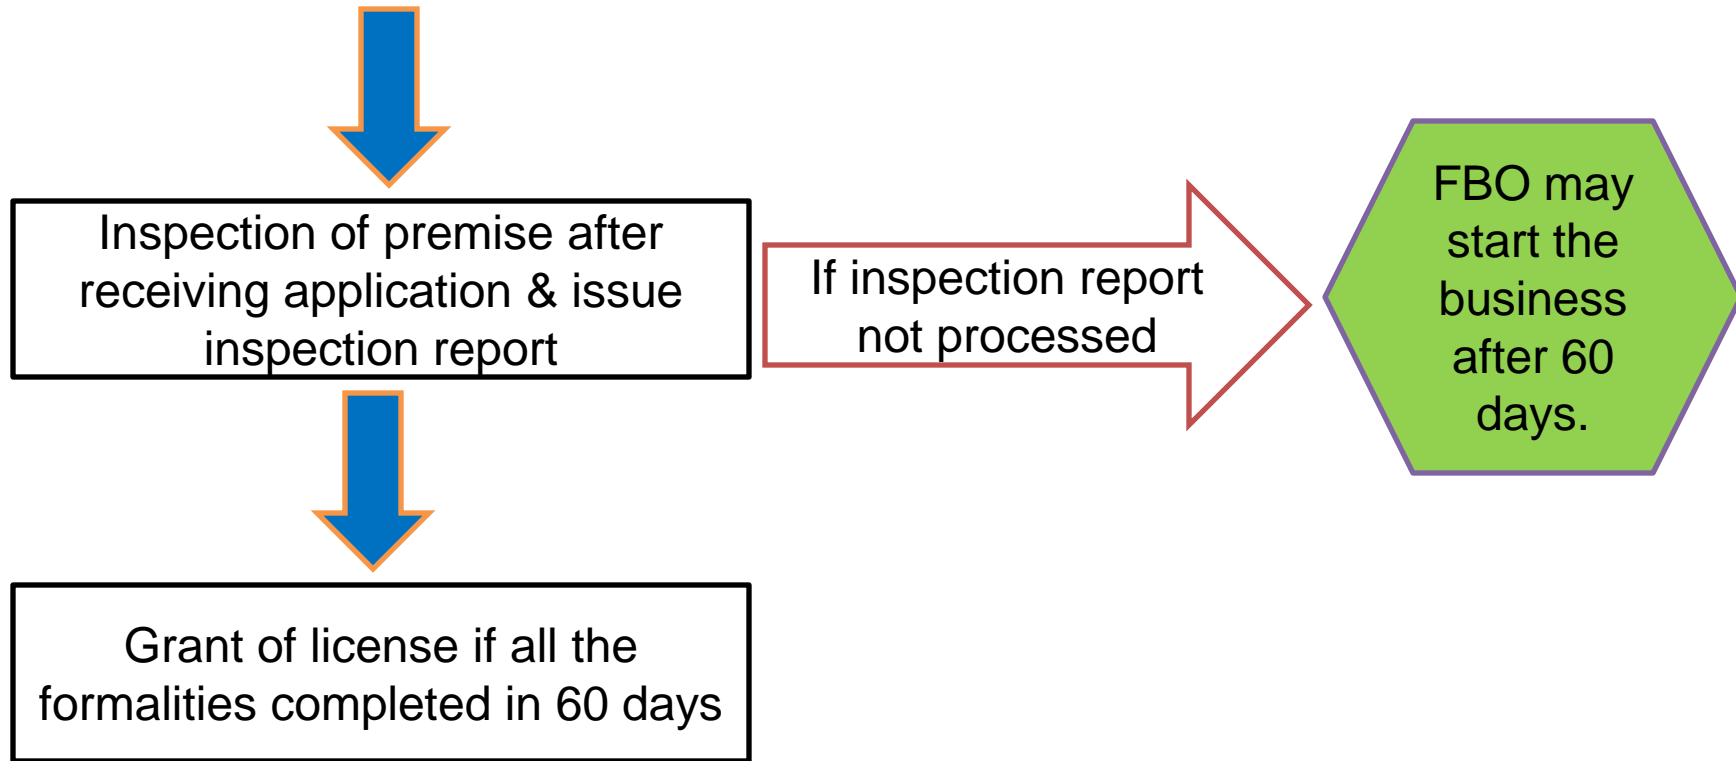 Inspection of premise after
receiving application & issue
inspection report
If inspection report
not processed
FBO may
start the
business
after 60
days.
Grant of license if all the
formalities completed in 60 days